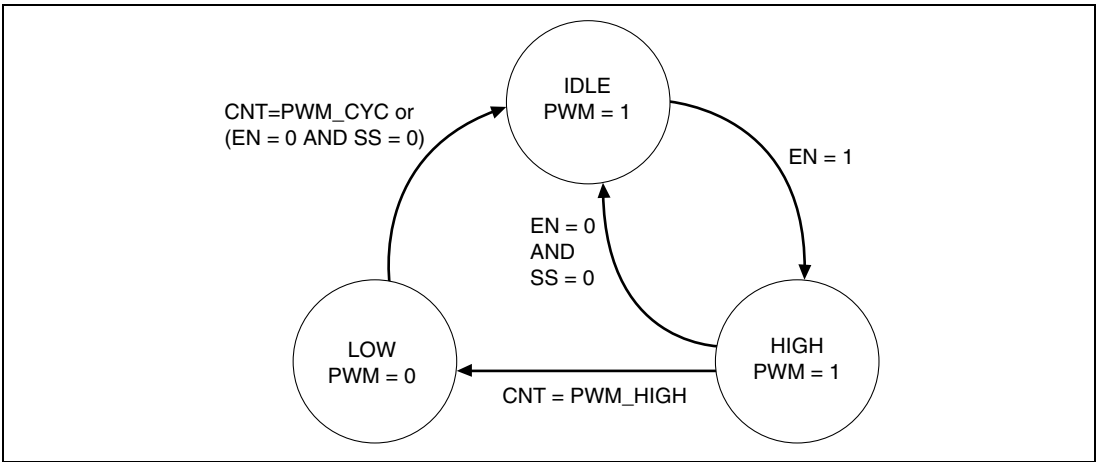 IDLE
PWM = 1
CNT=PWM_CYC or
(EN = 0 AND SS = 0)
EN = 1
EN = 0
AND
SS = 0
LOW
PWM = 0
HIGH
PWM = 1
CNT = PWM_HIGH